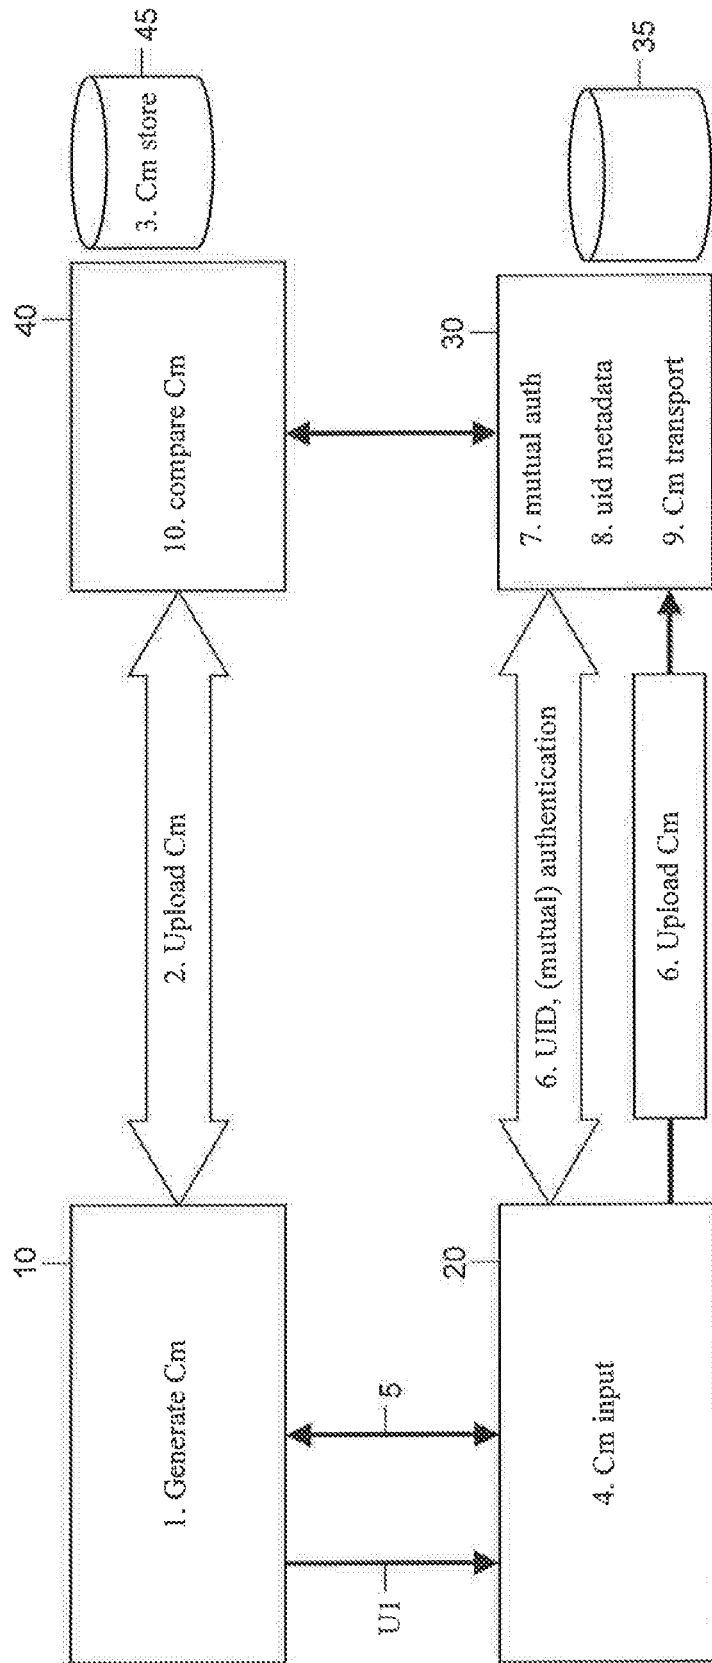 10
40
45
1. Generate Cm
2. Upload Cm
10. compare Cm
3. Cm store
U1
5
20
30
35
4. Cm input
6. UID, (mutual) authentication
6. Upload Cm
7. mutual auth
8. uid metadata
9. Cm transport